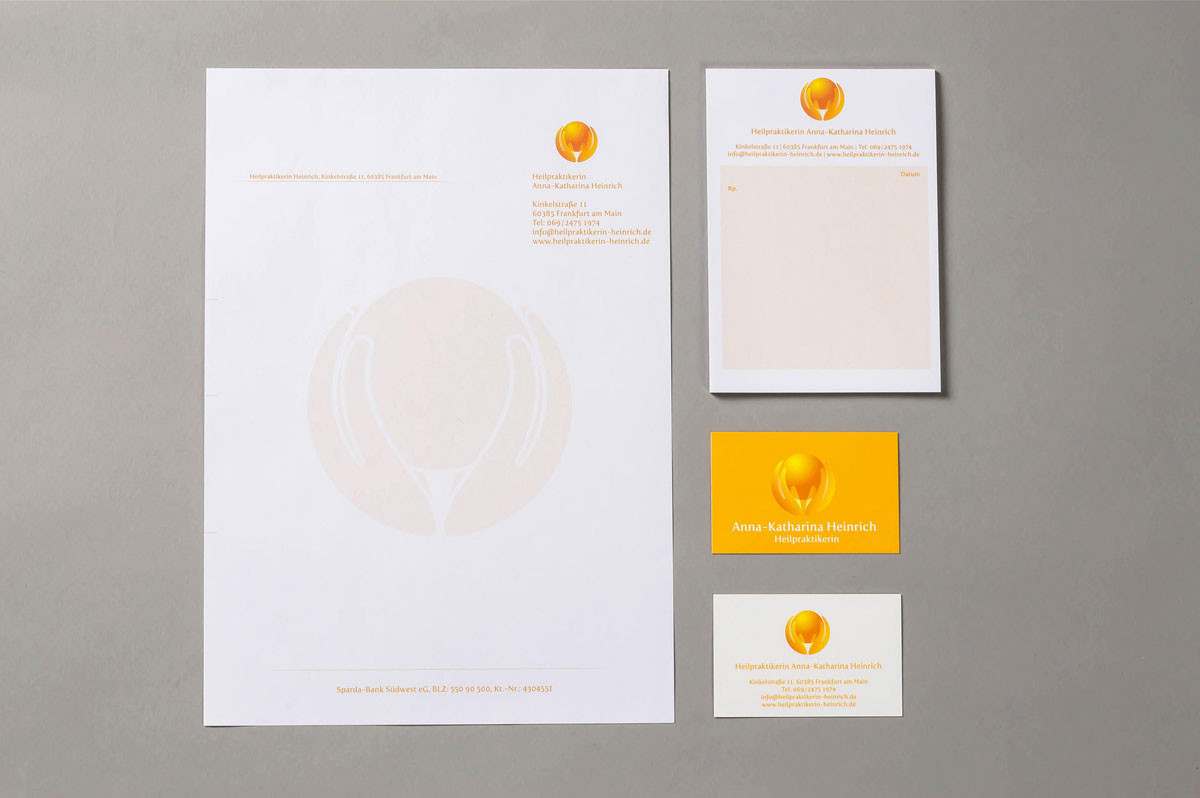 Heilpraktikerin Heinrich, Kinkelstraße 11, 60385 Frankfurt am Main
Heilpraktikerin
Anna-Katharina Heinrich
Kinkelstraße 11
60385 Frankfurt am Main
Tel: 069/2475 1974
info@heilpraktikerin-heinrich.de
www.heilpraktikerin-heinrich.de
Sparda-Bank Südwest eG, BLZ: 550 90 500, Kt.-Nr.: 4304551
Heilpraktikerin Anna-Katharina Heinrich
Kinkelstraße 11|60385 Frankfurt am Main | Tel: 069/2475 1974
info@heilpraktikerin-heinrich.de | www.heilpraktikerin-heinrich.de
Datum
Rp.
Anna-Katharina Heinrich
Heilpraktikerin
Heilpraktikerin Anna-Katharina Heinrich
Kinkelstraße 11, 60385 Frankfurt am Main
Tel. 069/2475 1974
info@heilpraktikerin-heinrich.de
www.heilpraktikerin-heinrich.de